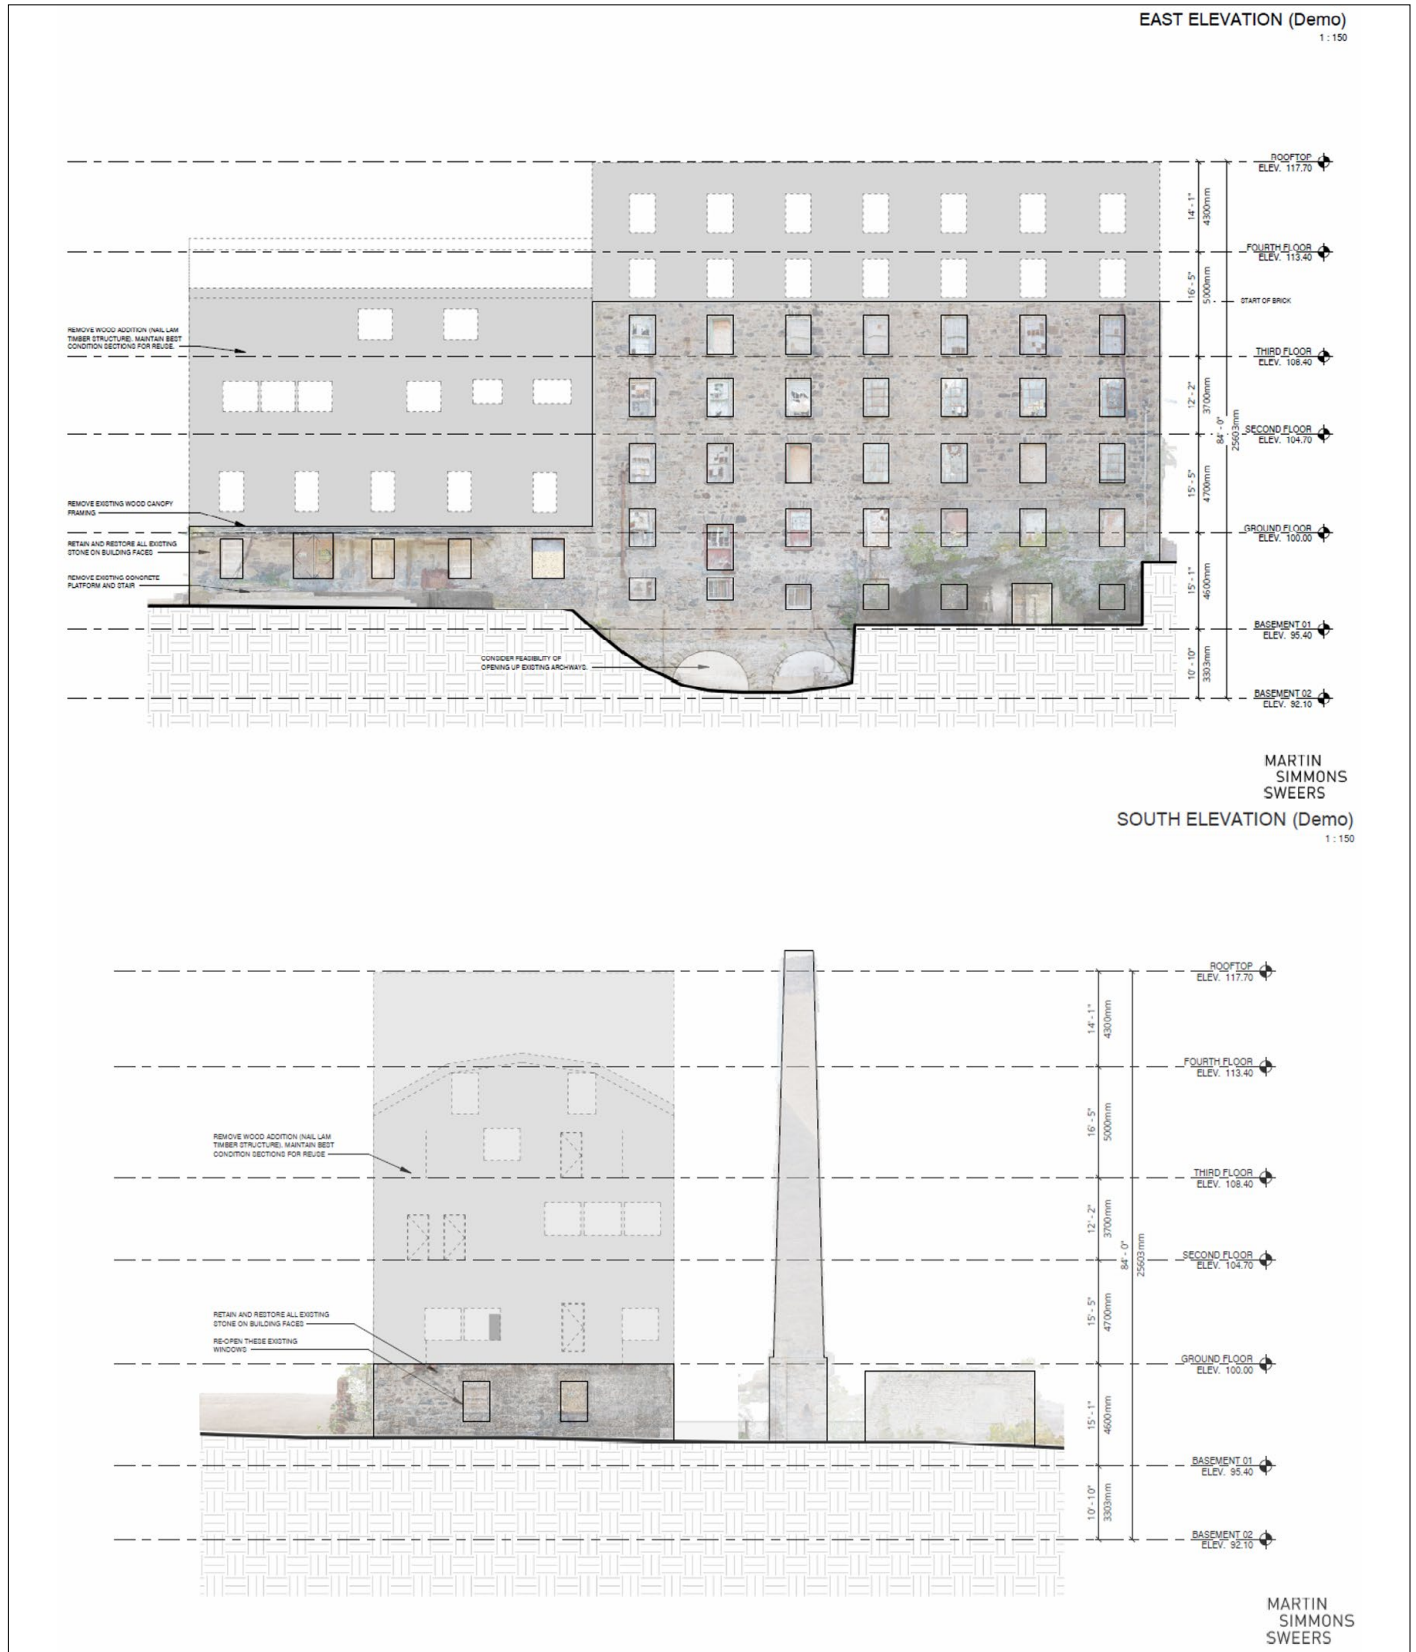 EAST ELEVATION (Demo)
1 : 150
ROOFTOP
ELEV. 117.70
14' - 1"
4300mm
FOURTH FLOOR
ELEV. 113.40
16' - 5"
5000mm
START OF BRICK
REMOVE WOOD ADDITION (NAIL LAM
TIMBER STRUCTURE). MAINTAIN BEST
CONDITION SECTIONS FOR REUSE.
THIRD FLOOR
ELEV. 108.40
12' - 2"
3700mm
SECOND FLOOR
ELEV. 104.70
84' - 0"
25603mm
15' - 5"
4700mm
REMOVE EXISTING WOOD CANOPY
FRAMING
GROUND FLOOR
ELEV. 100.00
RETAIN AND RESTORE ALL EXISTING
STONE ON BUILDING FACES
REMOVE EXISTING CONCRETE
PLATFORM AND STAIR
15' - 1"
4600mm
BASEMENT 01
ELEV. 95.40
CONSIDER FEASIBILITY OF
OPENING UP EXISTING ARCHWAYS.
10' - 10"
3303mm
BASEMENT 02
ELEV. 92.10
MARTIN
SIMMONS
SWEERS
SOUTH ELEVATION (Demo)
1 : 150
ROOFTOP
ELEV. 117.70
14' - 1"
4300mm
FOURTH FLOOR
ELEV. 113.40
16' - 5"
5000mm
REMOVE WOOD ADDITION (NAIL LAM
TIMBER STRUCTURE). MAINTAIN BEST
CONDITION SECTIONS FOR REUSE
THIRD FLOOR
ELEV. 108.40
12' - 2"
3700mm
SECOND FLOOR
ELEV. 104.70
84' - 0"
25603mm
15' - 5"
4700mm
RETAIN AND RESTORE ALL EXISTING
STONE ON BUILDING FACES
RE-OPEN THESE EXISTING
WINDOWS
GROUND FLOOR
ELEV. 100.00
15' - 1"
4600mm
BASEMENT 01
ELEV. 95.40
10' - 10"
3303mm
BASEMENT 02
ELEV. 92.10
MARTIN
SIMMONS
SWEERS